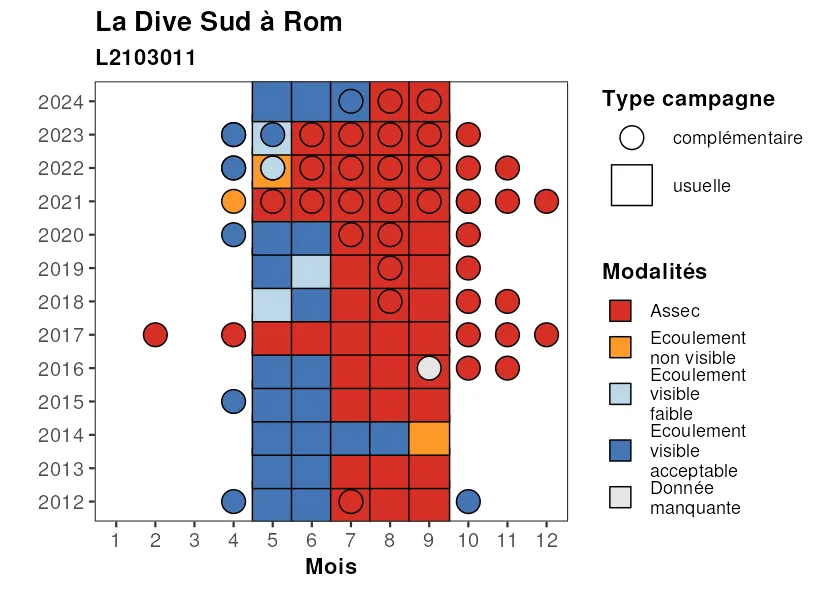 La Dive Sud à Rom
L2103011
2024
2023
2022
2021
2020
2019
2018
2017
2016
2015
2014
2013
2012
1 2 3 4 5 6 7 8 9 10 11 12
Mois
Type campagne
complémentaire
usuelle
Modalités
Assec
Ecoulement
non visible
Ecoulement
visible
faible
Ecoulement
visible
acceptable
Donnée
manquante